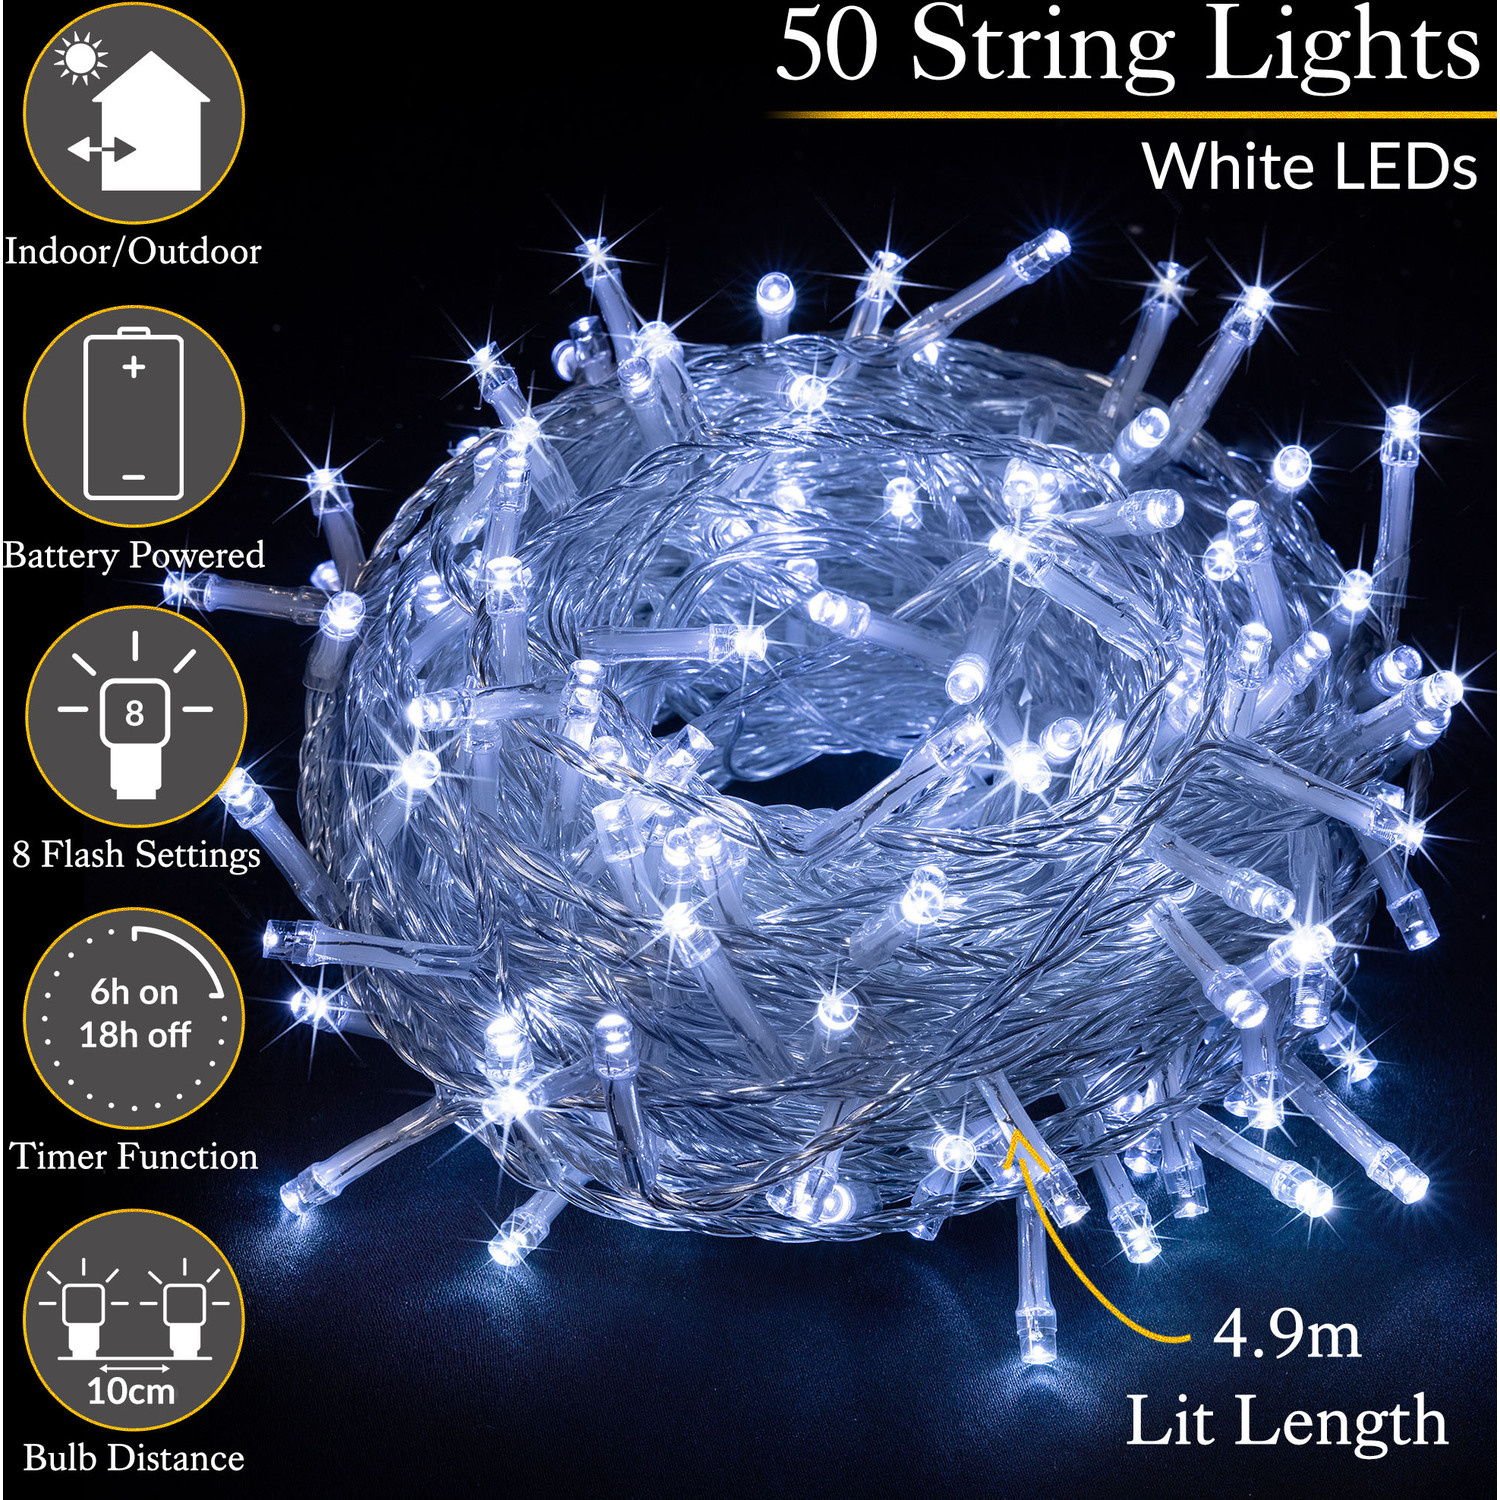 50 String Lights
White LEDs
Indoor/Outdoor
+
-
Battery Powered
8
8 Flash Settings
6h on
18h off
Timer Function
10cm
Bulb Distance
4.9m
Lit Length